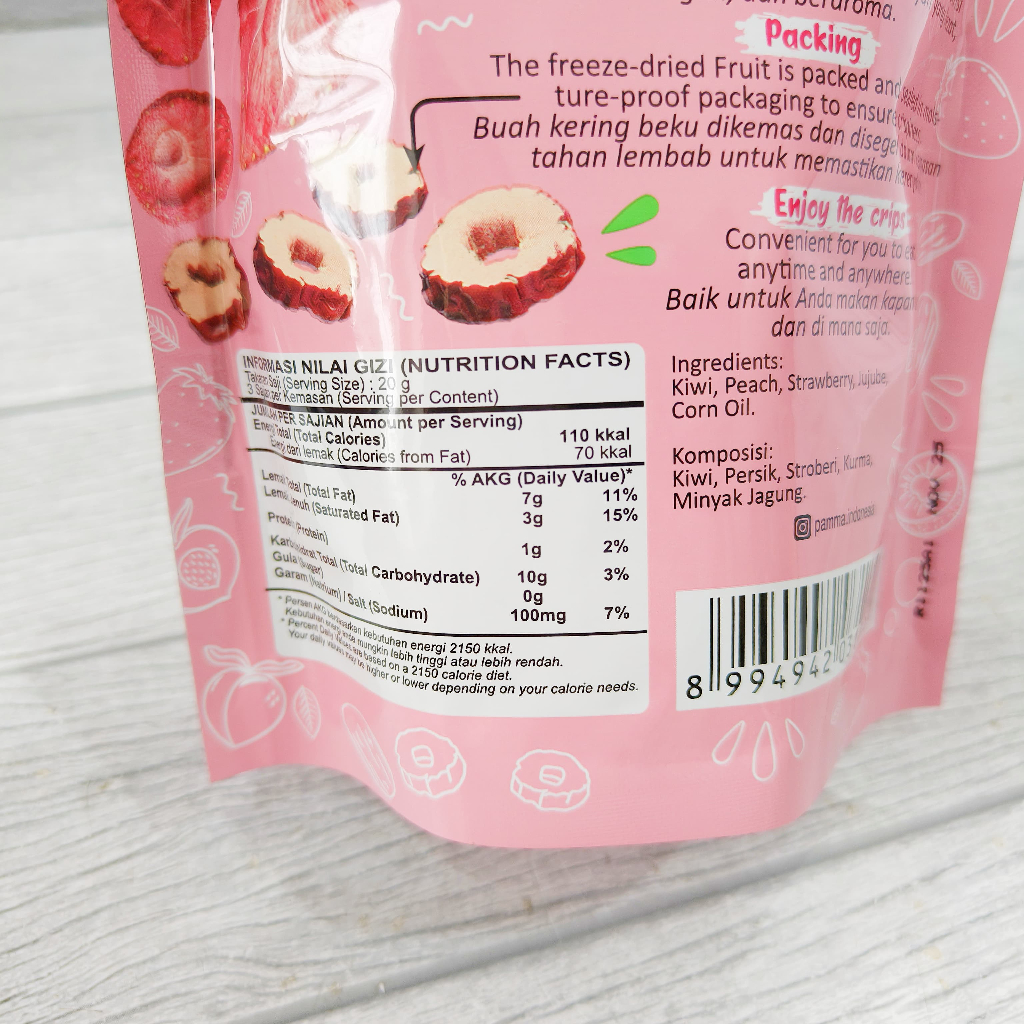 beraroma.
Packing
The freeze-dried Fruit is packed and
ture-proof packaging to ensure
Buah kering beku dikemas dan disegel
tahan lembab untuk memastikan
Enjoy the crips
Convenient for you to
anytime and anywhere
Baik untuk Anda makan kapan
dan di mana saja.
INFORMASI NILAI GIZI (NUTRITION FACTS)
Takaran Saji (Serving Size) : 20 g
3 Sajian per Kemasan (Serving per Content)
JUMLAH PER SAJIAN (Amount per Serving)
Energi Total (Total Calories) 110 kkal
Energi dari lemak (Calories from Fat) 70 kkal
% AKG (Daily Value)*
Lemak Total (Total Fat) 7g 11%
Lemak Jenuh (Saturated Fat) 3g 15%
Protein (Protein) 1g 2%
Karbohidrat Total (Total Carbohydrate) 10g 3%
Gula (Sugar) 0g
Garam (Natrium) / Salt (Sodium) 100mg 7%
* Persen AKG berdasarkan kebutuhan energi 2150 kkal.
Kebutuhan energi anda mungkin lebih tinggi atau lebih rendah.
* Percent Daily Values are based on a 2150 calorie diet.
Your daily values may be higher or lower depending on your calorie needs.
Ingredients:
Kiwi, Peach, Strawberry, Jujube,
Corn Oil.
Komposisi:
Kiwi, Persik, Stroberi, Kurma,
Minyak Jagung.
pamma.indonesia
8 994942
NOV 25